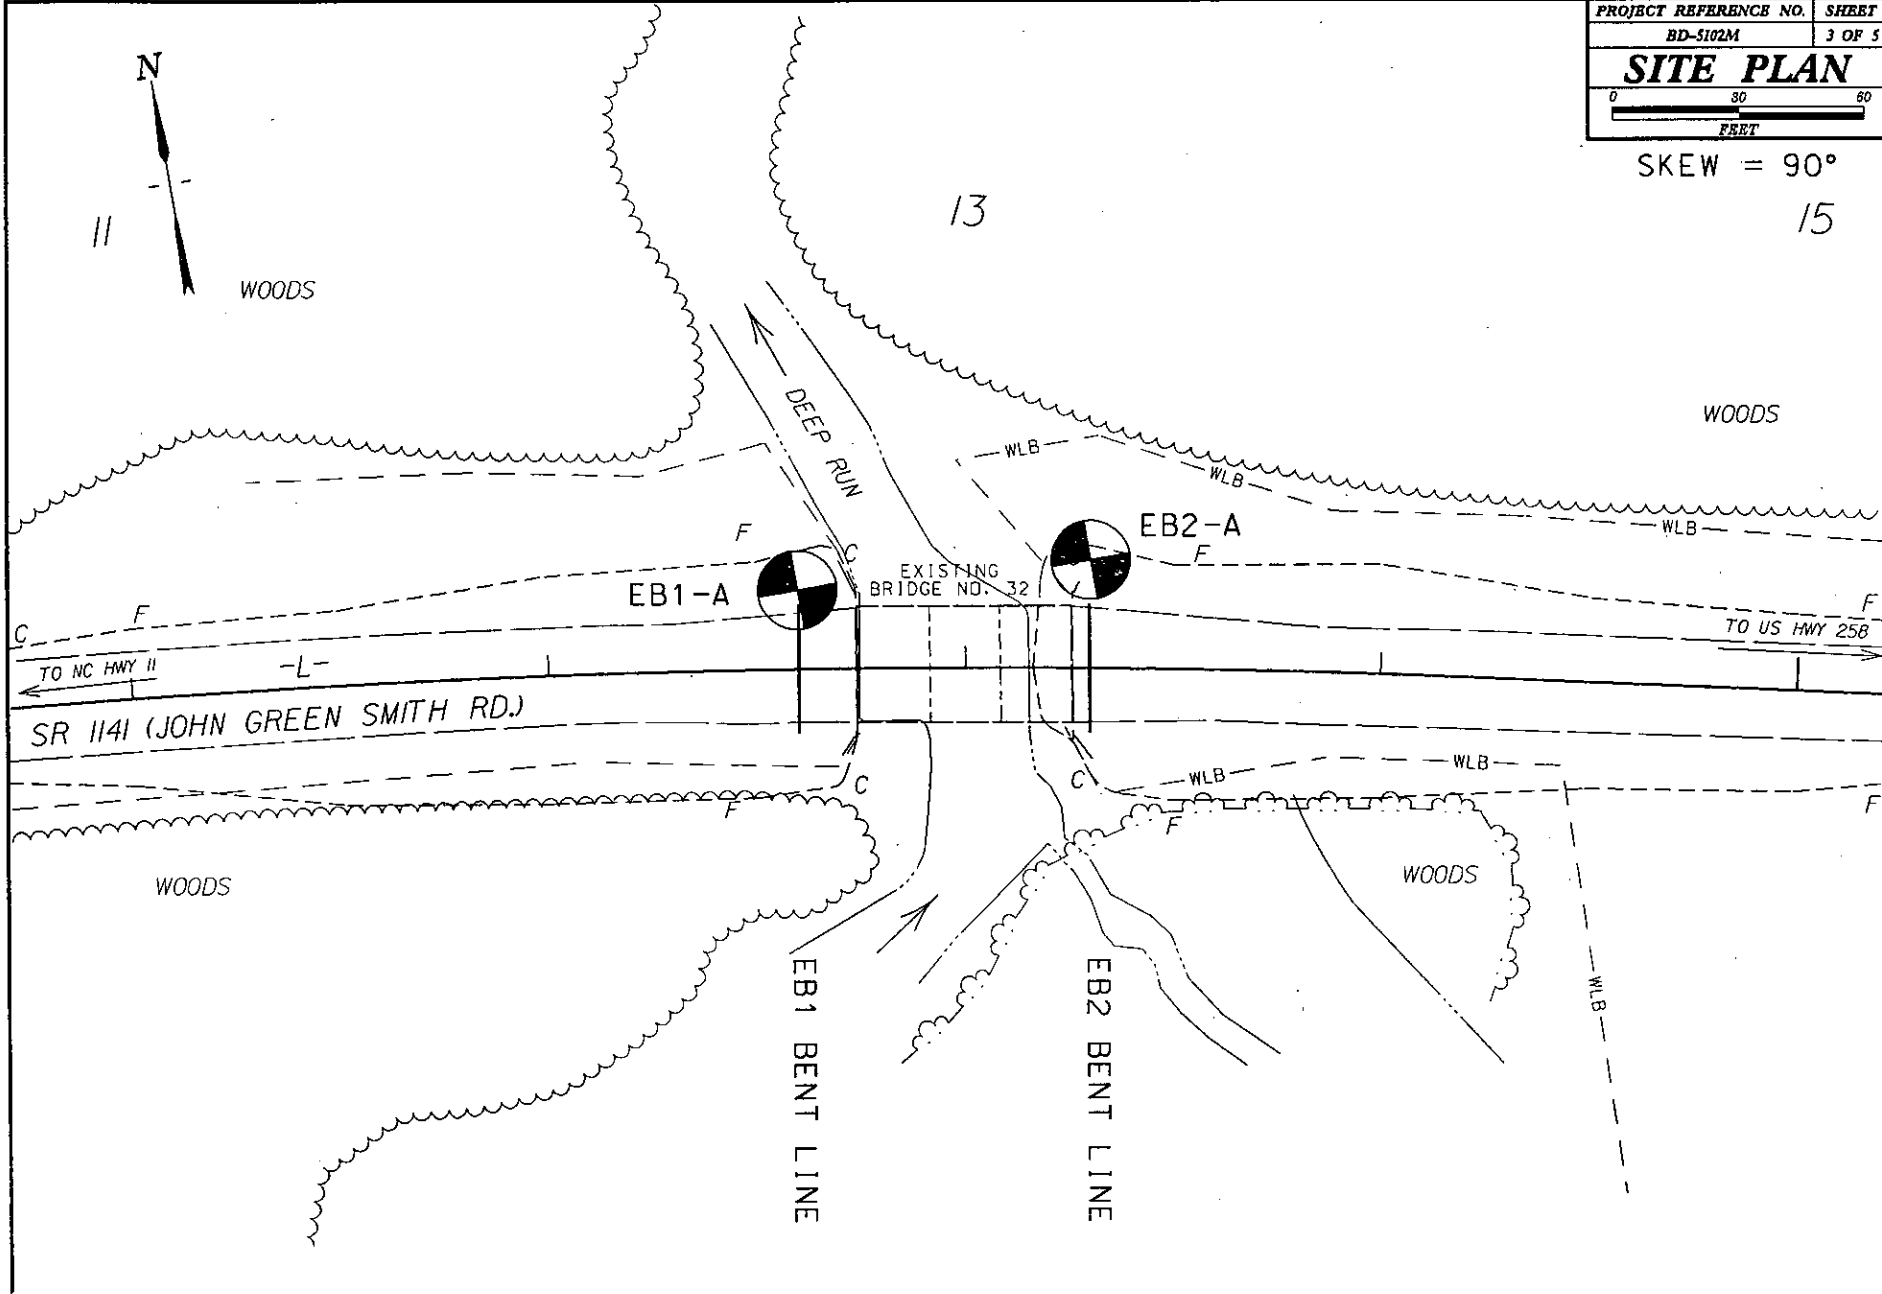 PROJECT REFERENCE NO. SHEET
BD-5102M 3 OF 5
SITE PLAN
0 30 60
FEET
SKEW = 90°
N
11
13
15
WOODS
WOODS
DEEP RUN
WLB
WLB
WLB
F
C
EB2-A
F
EB1-A
EXISTING
BRIDGE NO. 32
F
F
C
TO NC HWY 11
-L-
TO US HWY 258
SR 1141 (JOHN GREEN SMITH RD.)
C
C
WLB
WLB
F
F
F
WOODS
WOODS
WLB
EB1 BENT LINE
EB2 BENT LINE